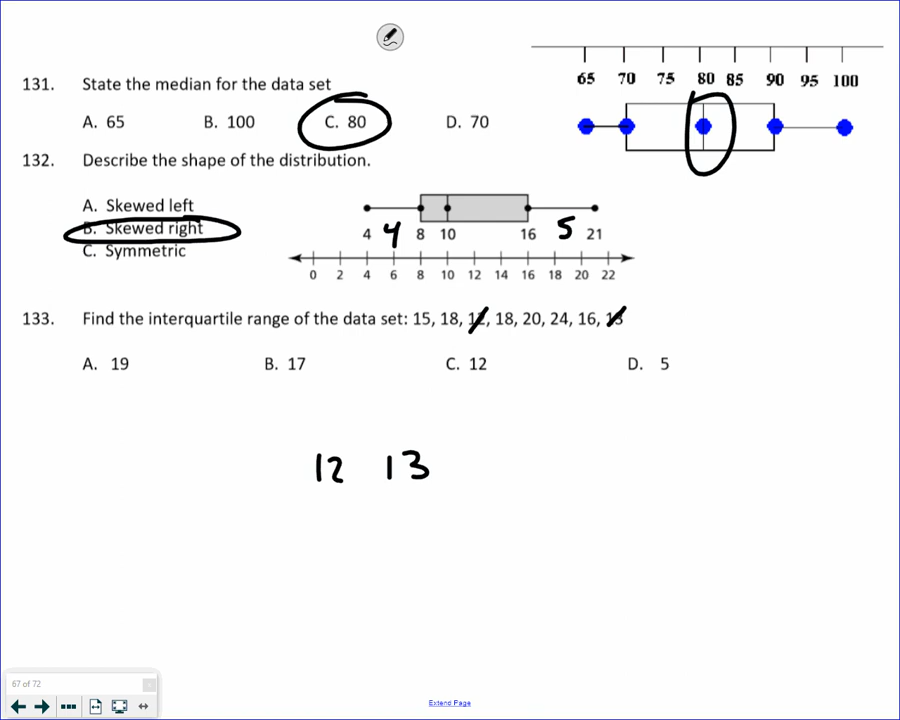 131. State the median for the data set
A. 65 B. 100 C. 80 D. 70
65 70 75 80 85 90 95 100
132. Describe the shape of the distribution.
A. Skewed left
B. Skewed right
C. Symmetric
4 4 8 10 16 5 21
0 2 4 6 8 10 12 14 16 18 20 22
133. Find the interquartile range of the data set: 15, 18, 12, 18, 20, 24, 16, 13
A. 19 B. 17 C. 12 D. 5
12 13
67 of 72
Extend Page